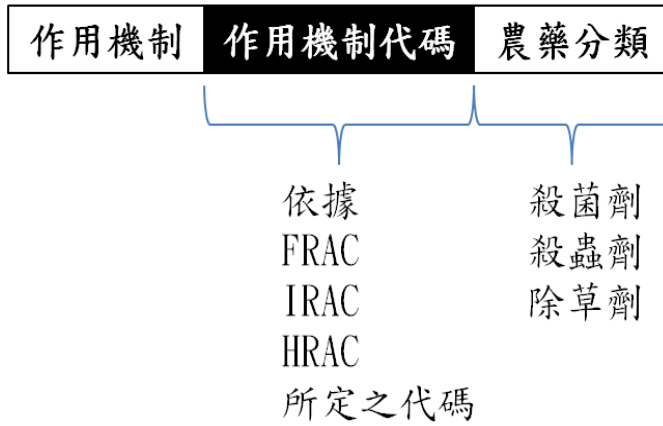 作用機制 作用機制代碼 農藥分類
依據
FRAC
IRAC
HRAC
所定之代碼
殺菌劑
殺蟲劑
除草劑